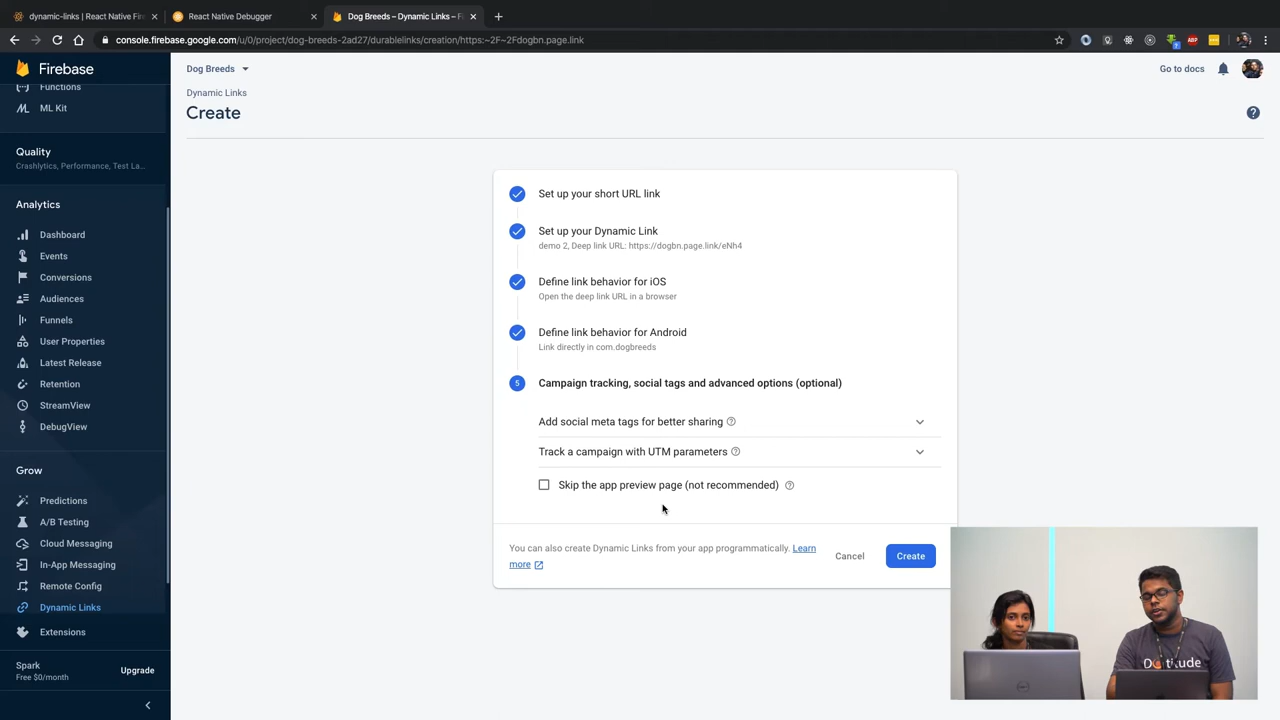 dynamic-links | React Native Fir
React Native Debugger
Dog Breeds – Dynamic Links – F
console.firebase.google.com/u/0/project/dog-breeds-2ad27/durablelinks/creation/https:~2F~2Fdogbn.page.link
Firebase
Functions
ML Kit
Quality
Crashlytics, Performance, Test La...
Analytics
Dashboard
Events
Conversions
Audiences
Funnels
User Properties
Latest Release
Retention
StreamView
DebugView
Grow
Predictions
A/B Testing
Cloud Messaging
In-App Messaging
Remote Config
Dynamic Links
Extensions
Spark
Free $0/month
Upgrade
Dog Breeds
Go to docs
Dynamic Links
Create
Set up your short URL link
Set up your Dynamic Link
demo 2, Deep link URL: https://dogbn.page.link/eNh4
Define link behavior for iOS
Open the deep link URL in a browser
Define link behavior for Android
Link directly in com.dogbreeds
5 Campaign tracking, social tags and advanced options (optional)
Add social meta tags for better sharing
Track a campaign with UTM parameters
Skip the app preview page (not recommended)
You can also create Dynamic Links from your app programmatically. Learn
more
Cancel
Create